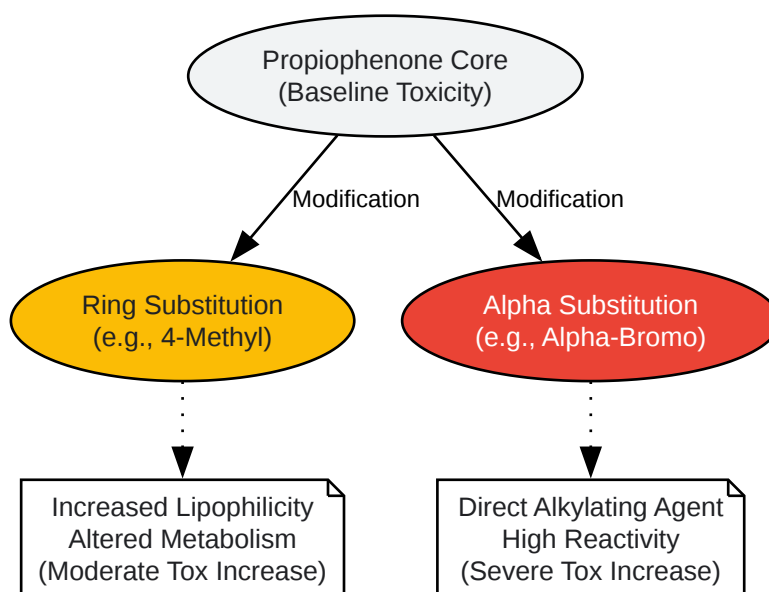 Propiophenone Core
(Baseline Toxicity)
Modification
Modification
Ring Substitution
(e.g., 4-Methyl)
Alpha Substitution
(e.g., Alpha-Bromo)
Increased Lipophilicity
Altered Metabolism
(Moderate Tox Increase)
Direct Alkylating Agent
High Reactivity
(Severe Tox Increase)